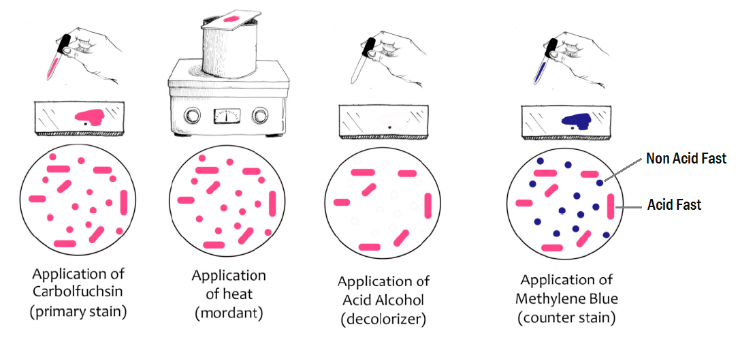 Non Acid Fast
Acid Fast
Application of
Carbolfuchsin
(primary stain)
Application
of heat
(mordant)
Application of
Acid Alcohol
(decolorizer)
Application of
Methylene Blue
(counter stain)